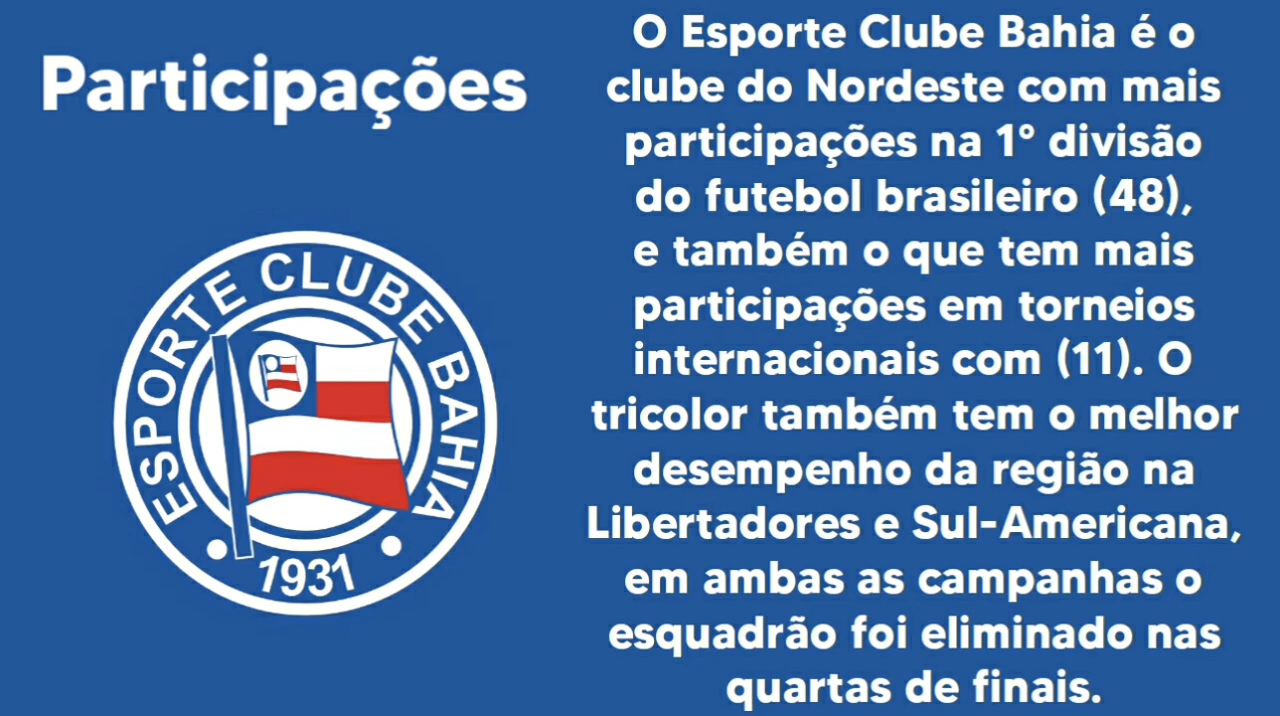 Participações
ESPORTE CLUBE BAHIA
1931
O Esporte Clube Bahia é o
clube do Nordeste com mais
participações na 1° divisão
do futebol brasileiro (48),
e também o que tem mais
participações em torneios
internacionais com (11). O
tricolor também tem o melhor
desempenho da região na
Libertadores e Sul-Americana,
em ambas as campanhas o
esquadrão foi eliminado nas
quartas de finais.